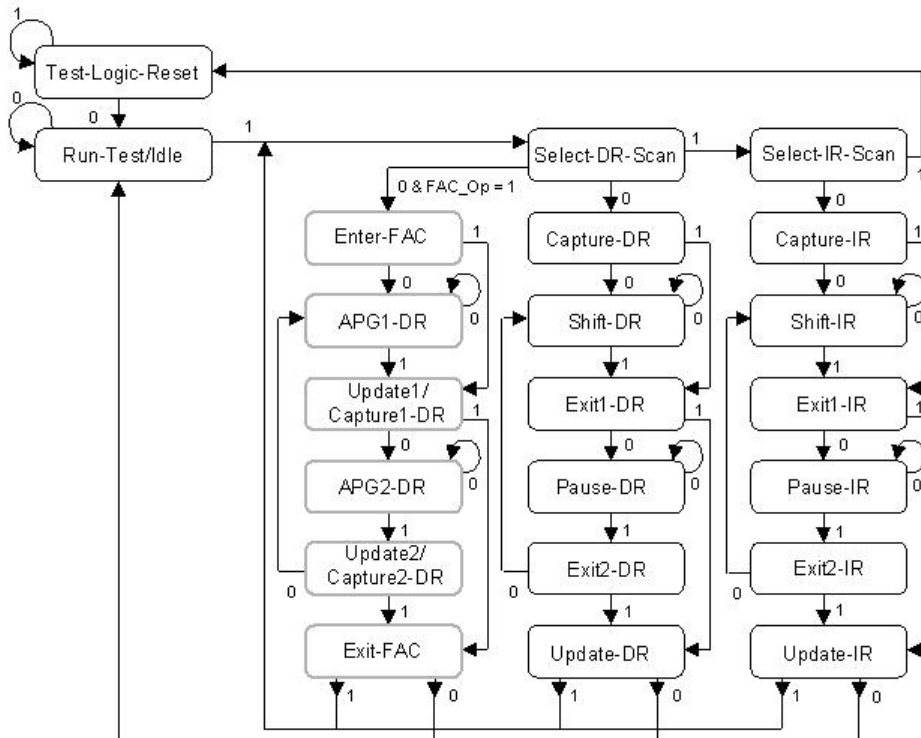 1
Test-Logic-Reset
0
0
1
Run-Test/Idle
Select-DR-Scan
1
Select-IR-Scan
1
0 & FAC_Op = 1
0
0
Enter-FAC
1
Capture-DR
1
Capture-IR
1
0
0
0
APG1-DR
0
Shift-DR
0
Shift-IR
0
1
1
1
Update1/
Capture1-DR
1
Exit1-DR
1
Exit1-IR
1
0
0
0
APG2-DR
0
Pause-DR
0
Pause-IR
0
1
1
1
Update2/
Capture2-DR
Exit2-DR
Exit2-IR
0
0
0
1
1
1
Exit-FAC
Update-DR
Update-IR
1
0
1
0
1
0